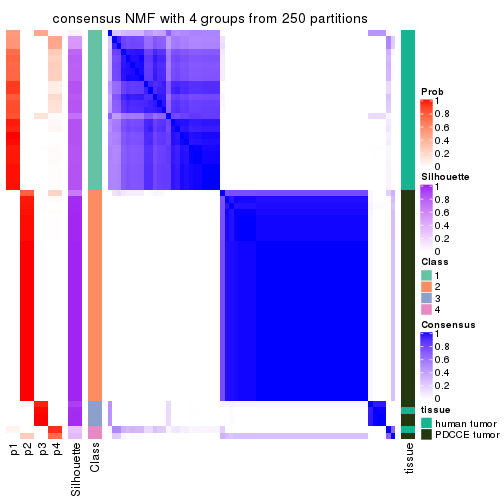 consensus NMF with 4 groups from 250 partitions
Prob
1
0.8
0.6
0.4
0.2
0
Silhouette
1
0.8
0.6
0.4
0.2
0
Class
1
2
3
4
Consensus
1
0.8
0.6
0.4
0.2
0
tissue
human tumor
PDCCE tumor
p1
p2
p3
p4
Silhouette
Class
tissue